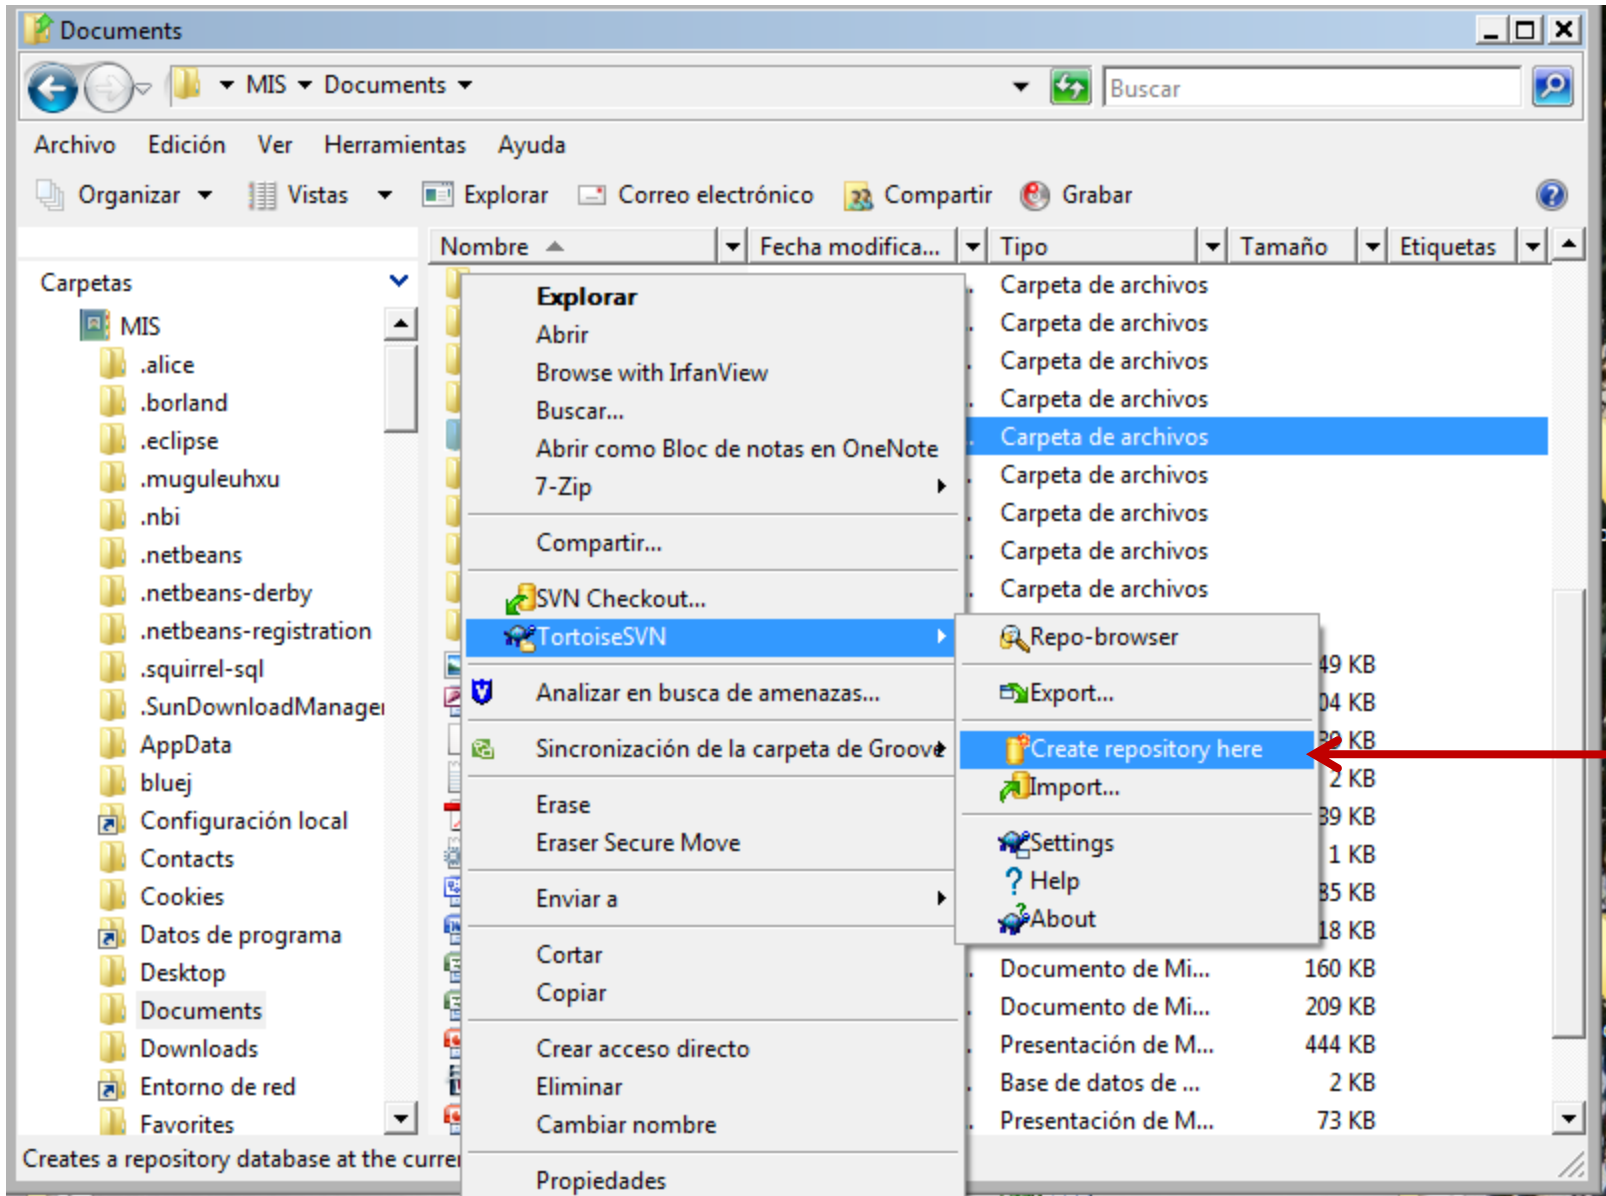 Documents
MIS Documents
Buscar
Archivo Edición Ver Herramientas Ayuda
Organizar Vistas Explorar Correo electrónico Compartir Grabar
Nombre Fecha modifica... Tipo Tamaño Etiquetas
Carpetas
MIS
.alice
.borland
.eclipse
.muguleuhxu
.nbi
.netbeans
.netbeans-derby
.netbeans-registration
.squirrel-sql
.SunDownloadManager
AppData
bluej
Configuración local
Contacts
Cookies
Datos de programa
Desktop
Documents
Downloads
Entorno de red
Favorites
Explorar
Abrir
Browse with IrfanView
Buscar...
Abrir como Bloc de notas en OneNote
7-Zip
Compartir...
SVN Checkout...
TortoiseSVN
Analizar en busca de amenazas...
Sincronización de la carpeta de Groove
Erase
Eraser Secure Move
Enviar a
Cortar
Copiar
Crear acceso directo
Eliminar
Cambiar nombre
Propiedades
Repo-browser
Export...
Create repository here
Import...
Settings
Help
About
Carpeta de archivos
Carpeta de archivos
Carpeta de archivos
Carpeta de archivos
Carpeta de archivos
Carpeta de archivos
Carpeta de archivos
Carpeta de archivos
Carpeta de archivos
49 KB
04 KB
KB
2 KB
39 KB
1 KB
85 KB
18 KB
Documento de Mi... 160 KB
Documento de Mi... 209 KB
Presentación de M... 444 KB
Base de datos de ... 2 KB
Presentación de M... 73 KB
Creates a repository database at the curre